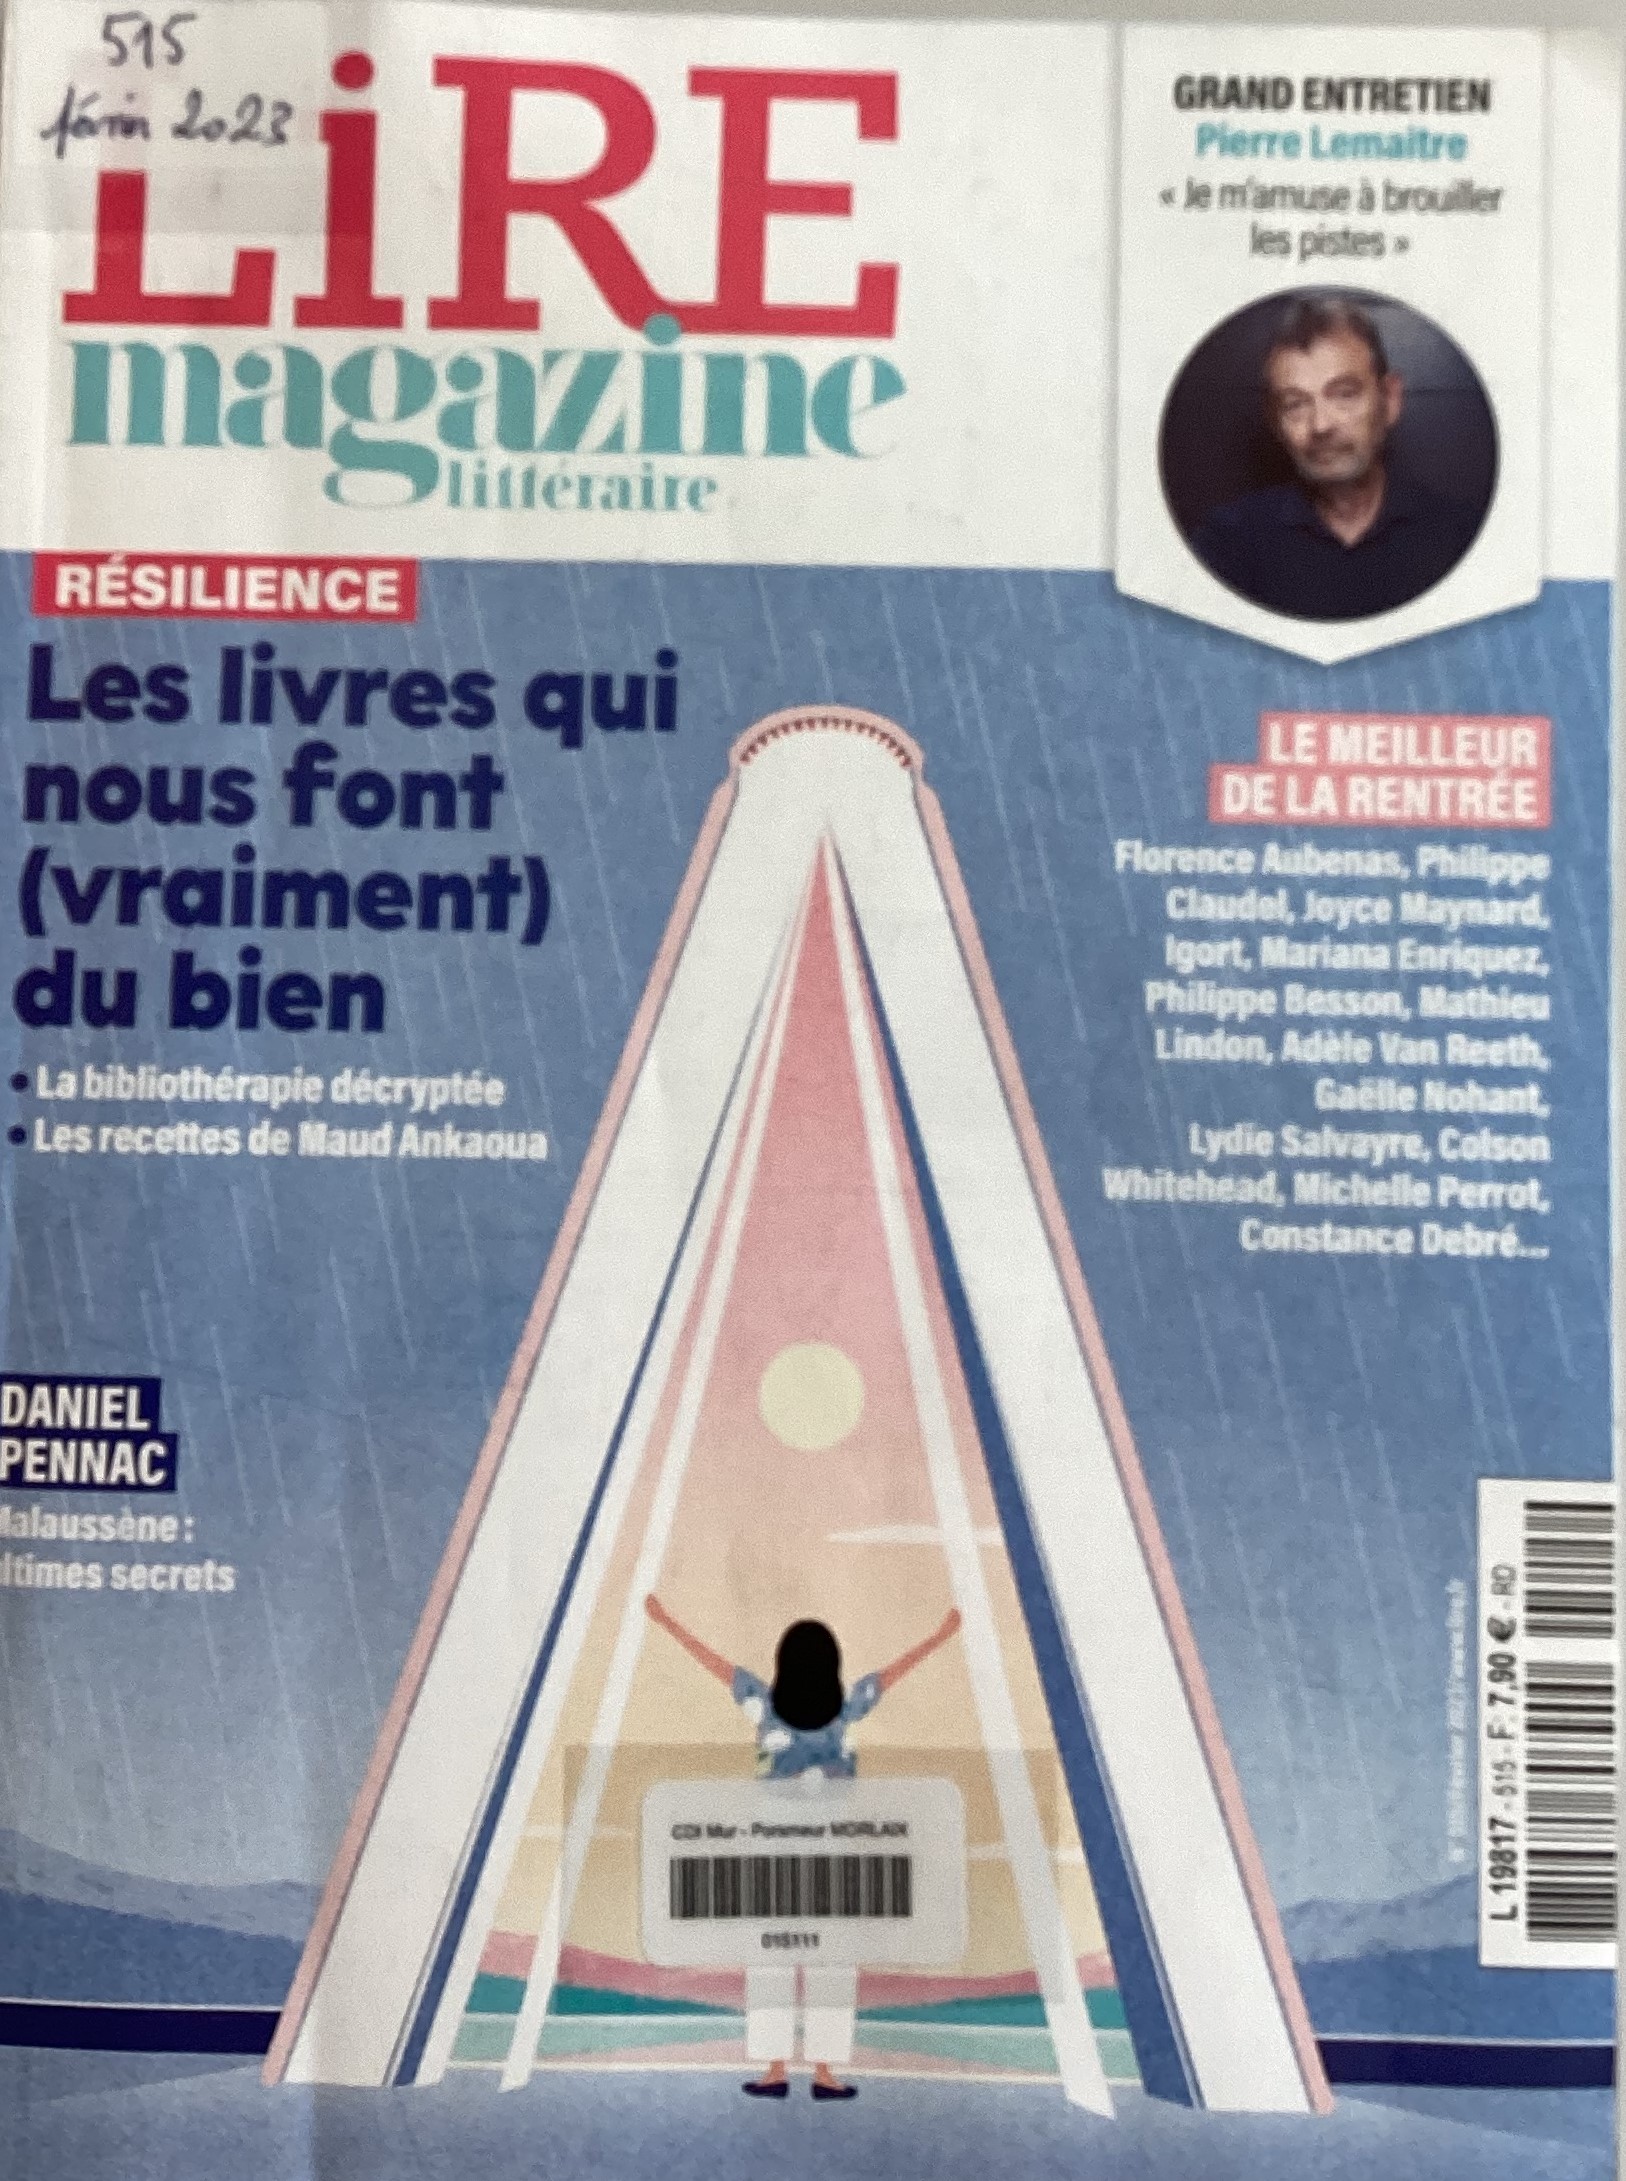 515
février 2023
LiRE
magazine
littéraire
GRAND ENTRETIEN
Pierre Lemaitre
« Je m'amuse à brouiller
les pistes »
RÉSILIENCE
Les livres qui
nous font
(vraiment)
du bien
• La bibliothérapie décryptée
• Les recettes de Maud Ankaoua
LE MEILLEUR
DE LA RENTRÉE
Florence Aubenas, Philippe
Claudel, Joyce Maynard,
Igort, Mariana Enriquez,
Philippe Besson, Mathieu
Lindon, Adèle Van Reeth,
Gaëlle Nohant,
Lydie Salvayre, Colson
Whitehead, Michelle Perrot,
Constance Debré...
DANIEL
PENNAC
Malaussène :
ltimes secrets
CDI Mur - Porsmeur MORLAIX
015111
L 19817 - 515 - F: 7,90 € - RD